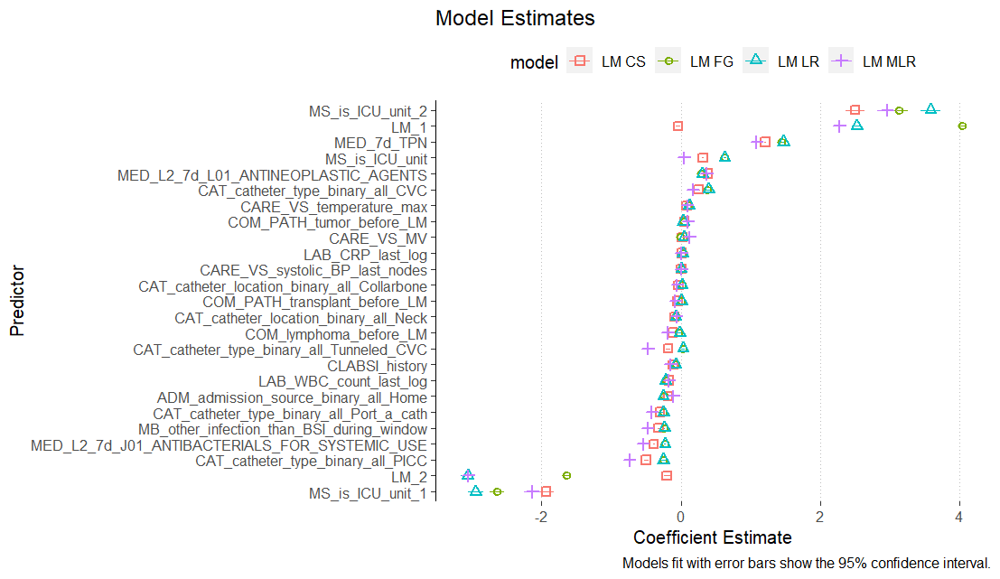 Model Estimates
model LM CS LM FG LM LR LM MLR
MS_is_ICU_unit_2
LM_1
MED_7d_TPN
MS_is_ICU_unit
MED_L2_7d_L01_ANTINEOPLASTIC_AGENTS
CAT_catheter_type_binary_all_CVC
CARE_VS_temperature_max
COM_PATH_tumor_before_LM
CARE_VS_MV
LAB_CRP_last_log
CARE_VS_systolic_BP_last_nodes
CAT_catheter_location_binary_all_Collarbone
COM_PATH_transplant_before_LM
CAT_catheter_location_binary_all_Neck
COM_lymphoma_before_LM
CAT_catheter_type_binary_all_Tunneled_CVC
CLABSI_history
LAB_WBC_count_last_log
ADM_admission_source_binary_all_Home
CAT_catheter_type_binary_all_Port_a_cath
MB_other_infection_than_BSI_during_window
MED_L2_7d_J01_ANTIBACTERIALS_FOR_SYSTEMIC_USE
CAT_catheter_type_binary_all_PICC
LM_2
MS_is_ICU_unit_1
Predictor
-2 0 2 4
Coefficient Estimate
Models fit with error bars show the 95% confidence interval.